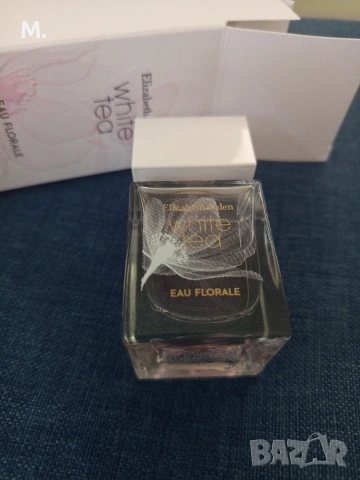 M.
Elizabeth
white
tea
EAU FLORALE
Elizabeth Arden
white
tea
EAU FLORALE
BAZAR